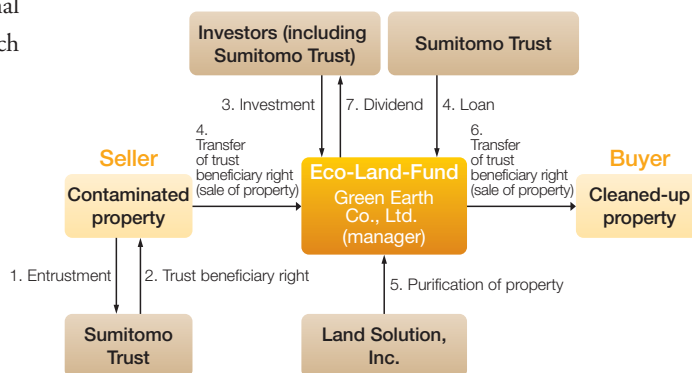 nal
ch
Investors (including
Sumitomo Trust)
Sumitomo Trust
3. Investment
7. Dividend
4. Loan
4.
Transfer
of trust
beneficiary right
(sale of property)
6.
Transfer
of trust
beneficiary right
(sale of property)
Seller
Contaminated
property
Eco-Land-Fund
Green Earth
Co., Ltd.
(manager)
Buyer
Cleaned-up
property
1. Entrustment
2. Trust beneficiary right
5. Purification of property
Sumitomo
Trust
Land Solution,
Inc.